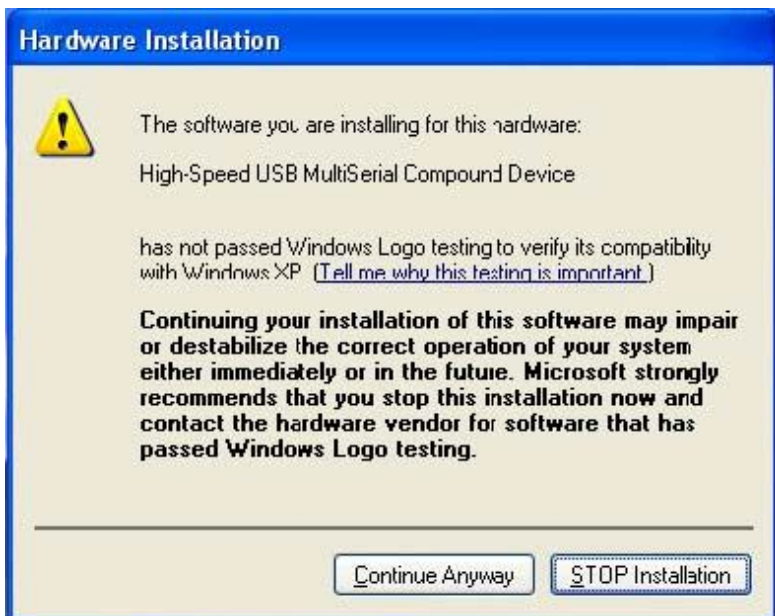 Hardware Installation
The software you are installing for this hardware:
High-Speed USB MultiSerial Compound Device
has not passed Windows Logo testing to verify its compatibility
with Windows XP. (Tell me why this testing is important.)
Continuing your installation of this software may impair
or destabilize the correct operation of your system
either immediately or in the future. Microsoft strongly
recommends that you stop this installation now and
contact the hardware vendor for software that has
passed Windows Logo testing.
Continue Anyway
STOP Installation